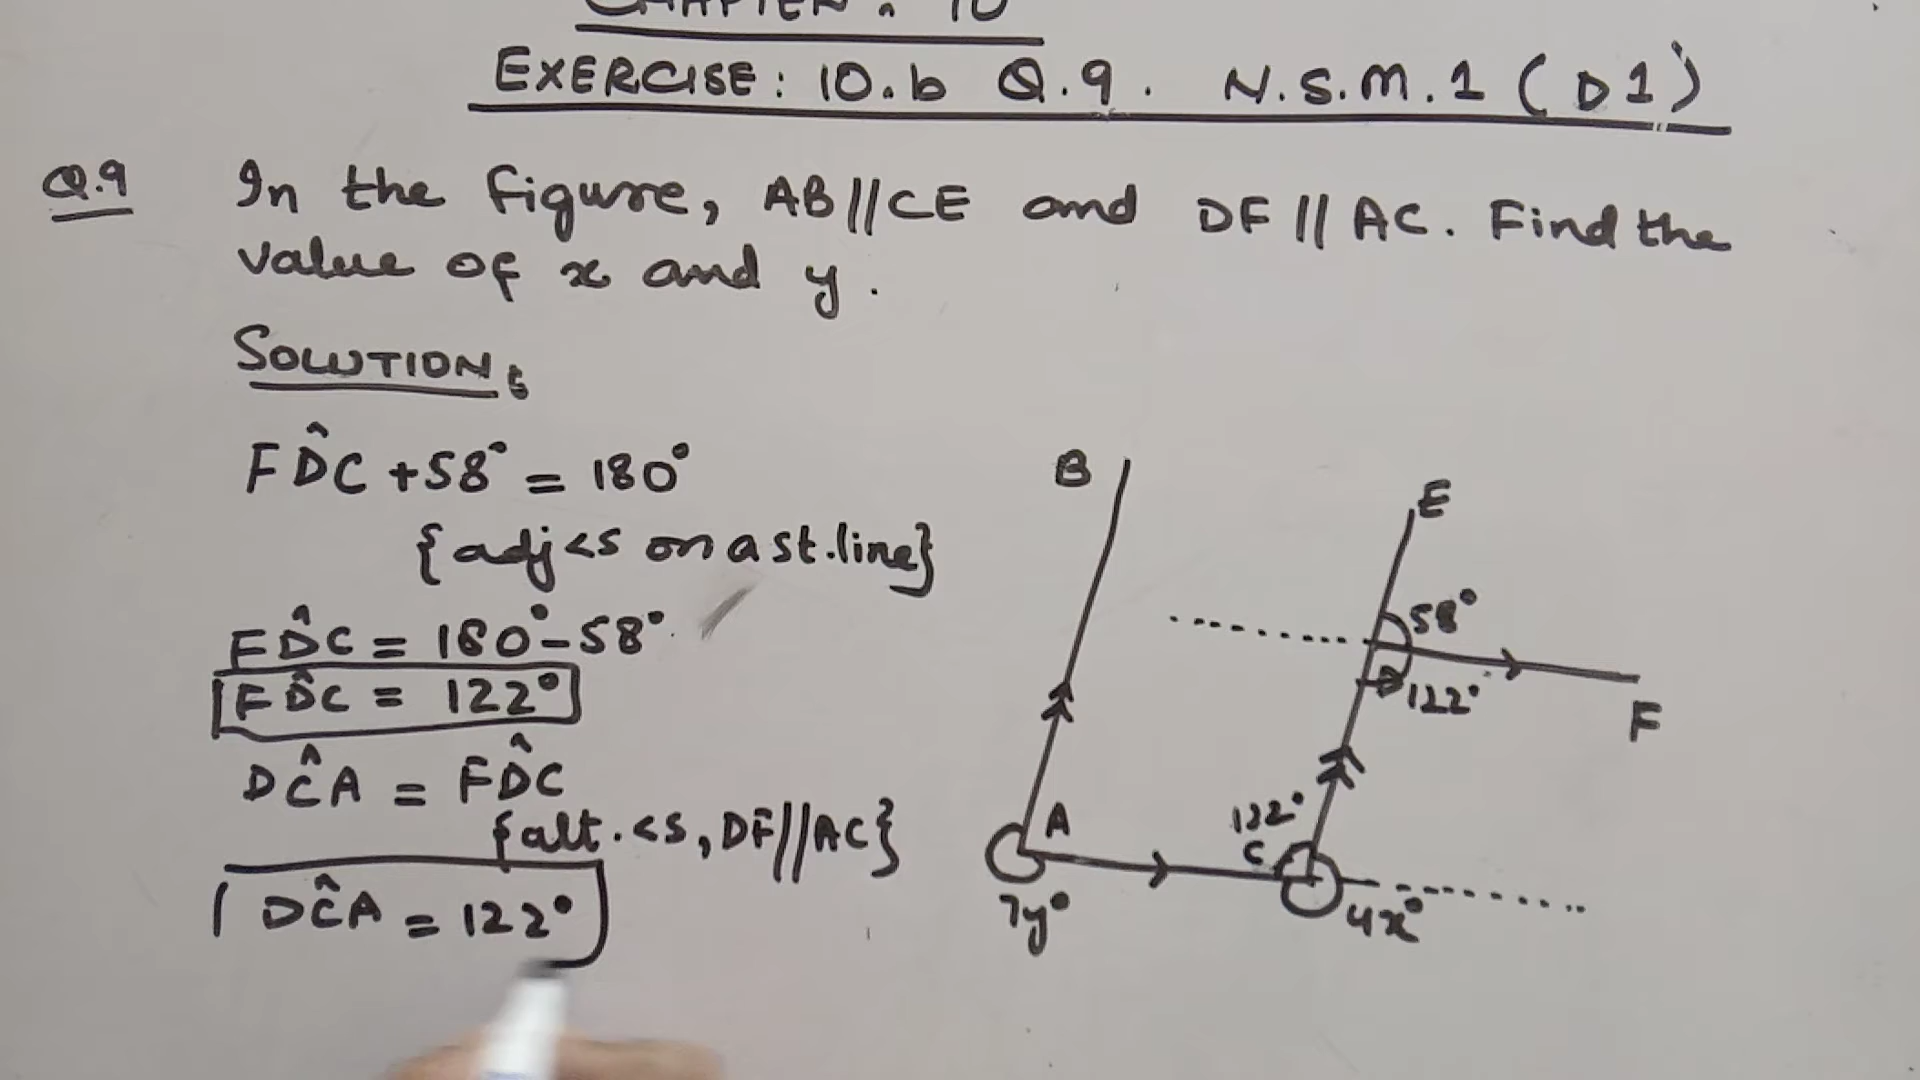 CHAPTER: 10
EXERCISE: 10.b Q.9. N.S.M.1 (D1)
Q.9 In the figure, AB//CE and DF // AC. Find the
value of x and y.
SOLUTION:
FD̂C + 58° = 180°
{adj <s on a st. line}
FD̂C = 180° - 58°
FD̂C = 122°
DĈA = FD̂C
{alt. <s, DF//AC}
DĈA = 122°
B
E
58°
D 122°
F
A
122°
C
7y°
4x°